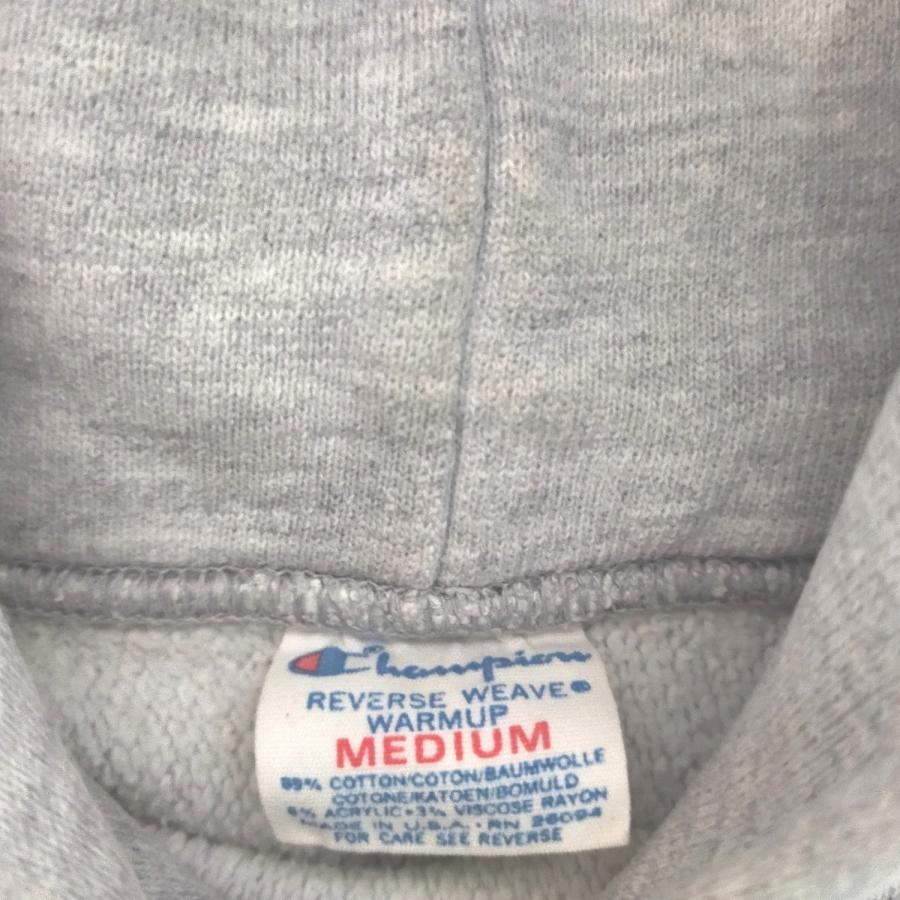 Champion®
REVERSE WEAVE®
WARMUP
MEDIUM
89% COTTON/COTON/BAUMWOLLE
COTONE/KATOEN/BOMULD
8% ACRYLIC•3% VISCOSE RAYON
MADE IN U.S.A. • RN 26094
FOR CARE SEE REVERSE